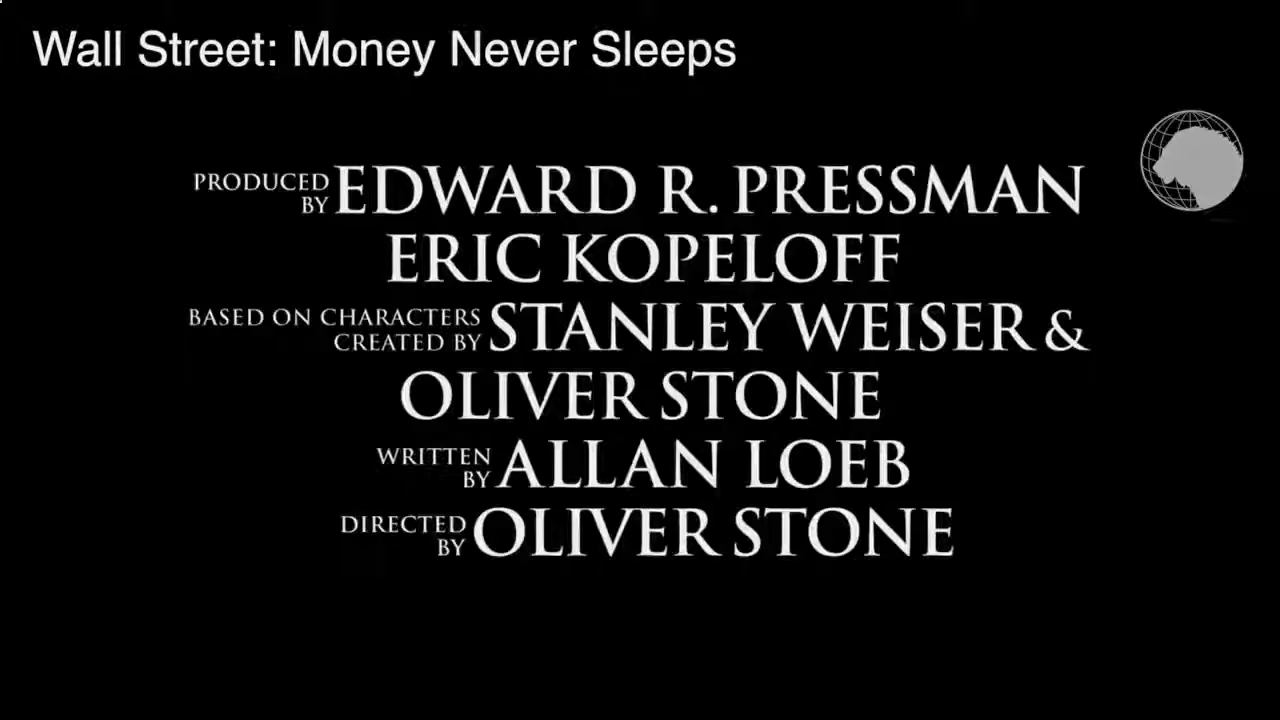 Wall Street: Money Never Sleeps
PRODUCED BY EDWARD R. PRESSMAN
ERIC KOPELOFF
BASED ON CHARACTERS CREATED BY STANLEY WEISER &
OLIVER STONE
WRITTEN BY ALLAN LOEB
DIRECTED BY OLIVER STONE